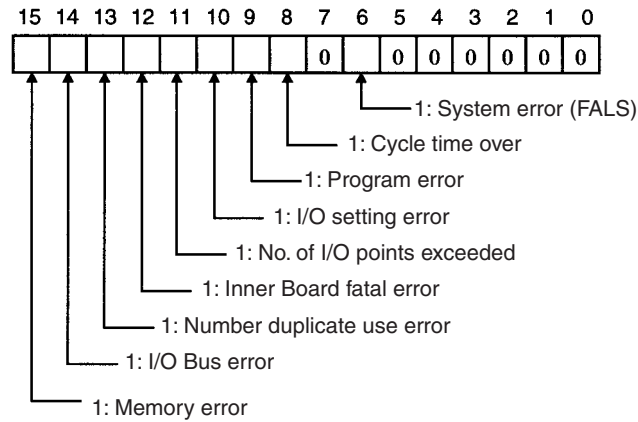 15 14 13 12 11 10 9 8 7 6 5 4 3 2 1 0
0 0 0 0 0 0 0
1: System error (FALS)
1: Cycle time over
1: Program error
1: I/O setting error
1: No. of I/O points exceeded
1: Inner Board fatal error
1: Number duplicate use error
1: I/O Bus error
1: Memory error